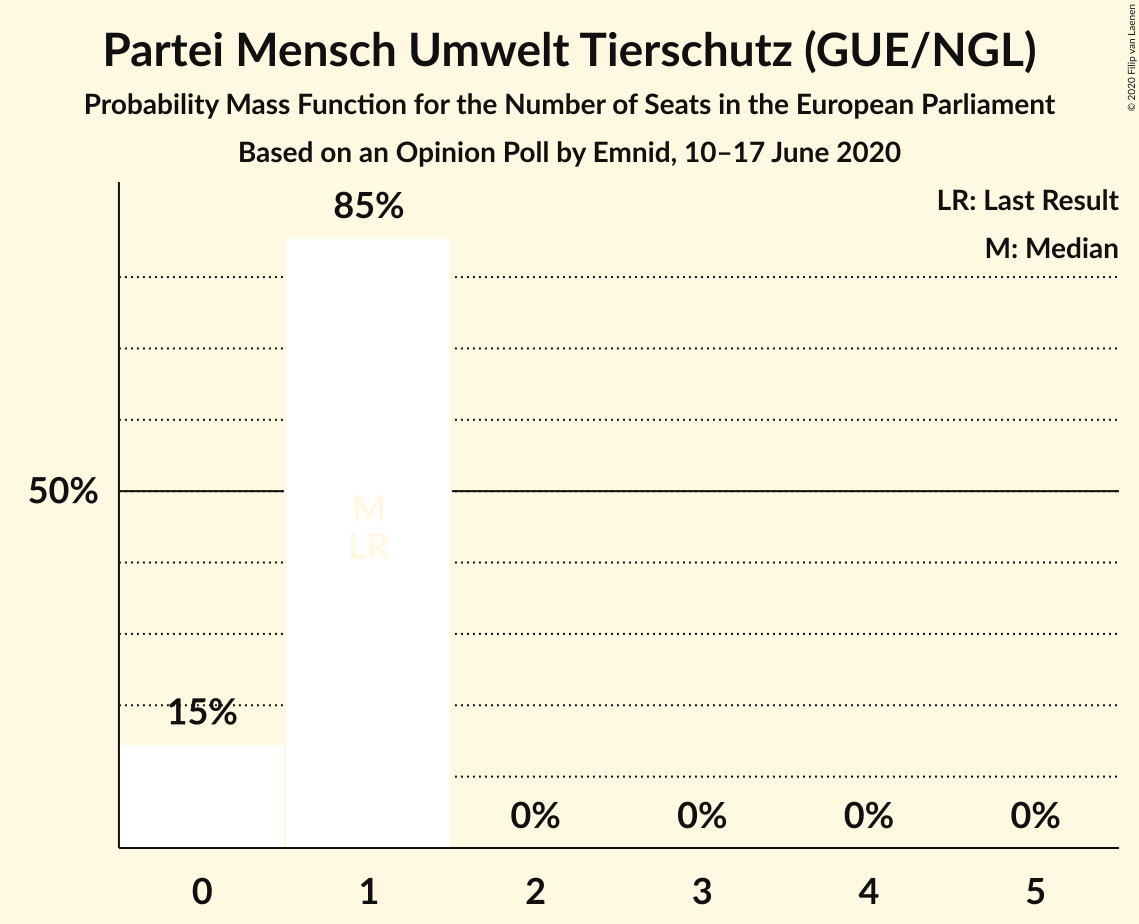 Partei Mensch Umwelt Tierschutz (GUE/NGL)
Probability Mass Function for the Number of Seats in the European Parliament
Based on an Opinion Poll by Emnid, 10–17 June 2020
© 2020 Filip van Laenen
LR: Last Result
M: Median
85%
50%
M
LR
15%
0% 0% 0% 0%
0 1 2 3 4 5